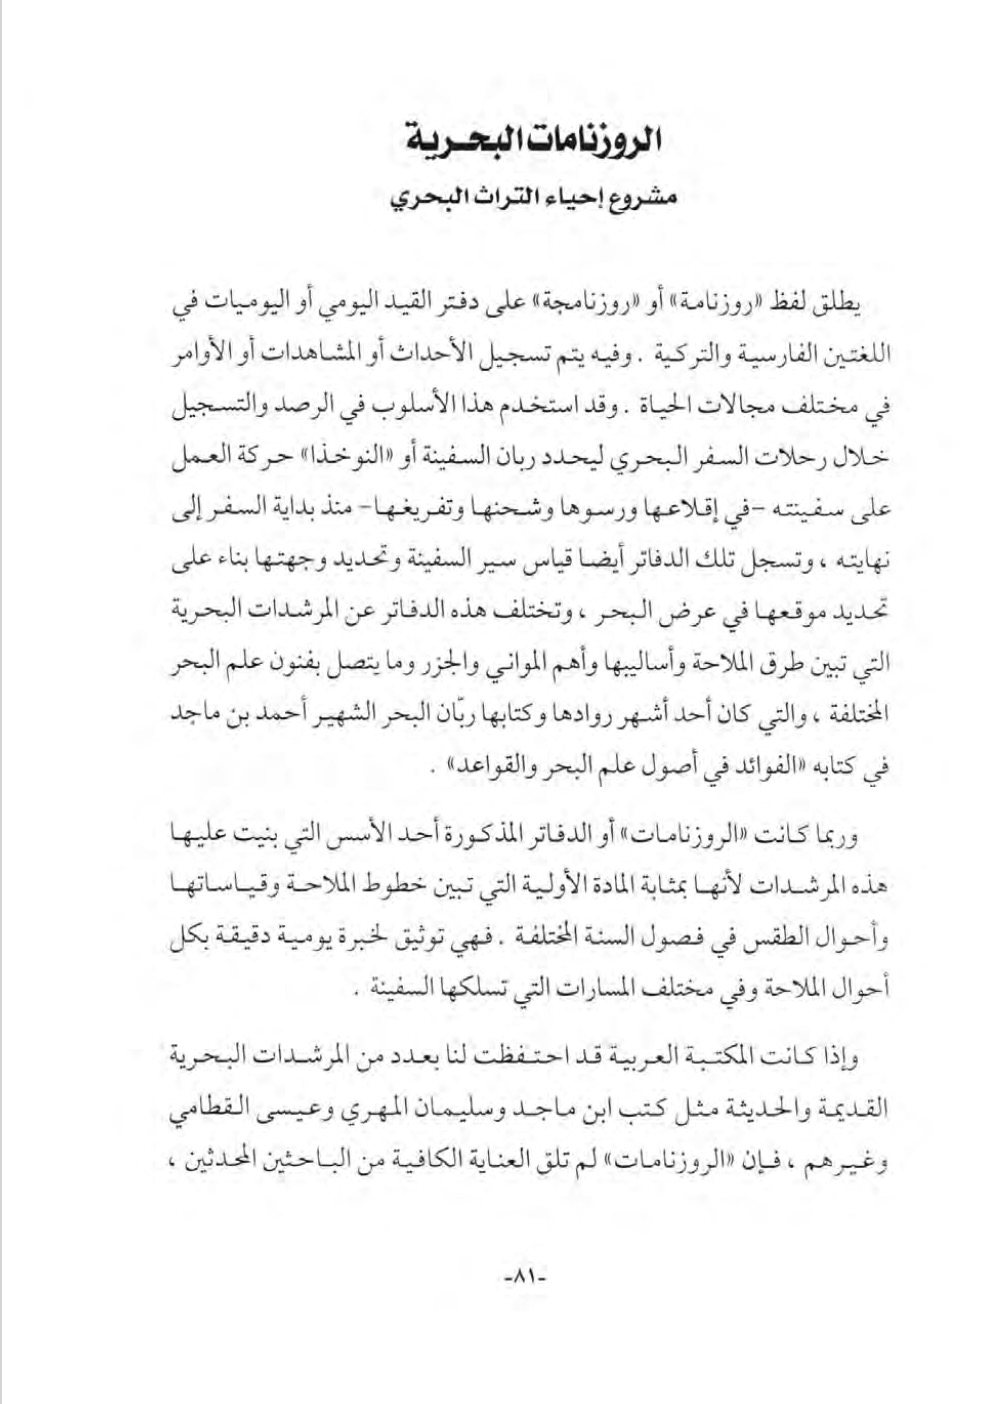 الروزنامات البحرية
مشروع إحياء التراث البحري
يطلق لفظ «روزنامة» أو «روزنامجة» على دفتر القيد اليومي أو اليوميات في
اللغتين الفارسية والتركية . وفيه يتم تسجيل الأحداث أو المشاهدات أو الأوامر
في مختلف مجالات الحياة . وقد استخدم هذا الأسلوب في الرصد والتسجيل
خلال رحلات السفر البحري ليحدد ربان السفينة أو «النوخذا» حركة العمل
على سفينته -في إقلاعها ورسوها وشحنها وتفريغها- منذ بداية السفر إلى
نهايته ، وتسجل تلك الدفاتر أيضا قياس سير السفينة وتحديد وجهتها بناء على
تحديد موقعها في عرض البحر ، وتختلف هذه الدفاتر عن المرشدات البحرية
التي تبين طرق الملاحة وأساليبها وأهم المواني والجزر وما يتصل بفنون علم البحر
المختلفة ، والتي كان أحد أشهر روادها وكتابها ربّان البحر الشهير أحمد بن ماجد
في كتابه «الفوائد في أصول علم البحر والقواعد» .
وربما كانت «الروزنامات» أو الدفاتر المذكورة أحد الأسس التي بنيت عليها
هذه المرشدات لأنها بمثابة المادة الأولية التي تبين خطوط الملاحة وقياساتها
وأحوال الطقس في فصول السنة المختلفة . فهي توثيق لخبرة يومية دقيقة بكل
أحوال الملاحة وفي مختلف المسارات التي تسلكها السفينة .
وإذا كانت المكتبة العربية قد احتفظت لنا بعدد من المرشدات البحرية
القديمة والحديثة مثل كتب ابن ماجد وسليمان المهري وعيسى القطامي
وغيرهم ، فإن «الروزنامات» لم تلق العناية الكافية من الباحثين المحدثين ،
-٨١-